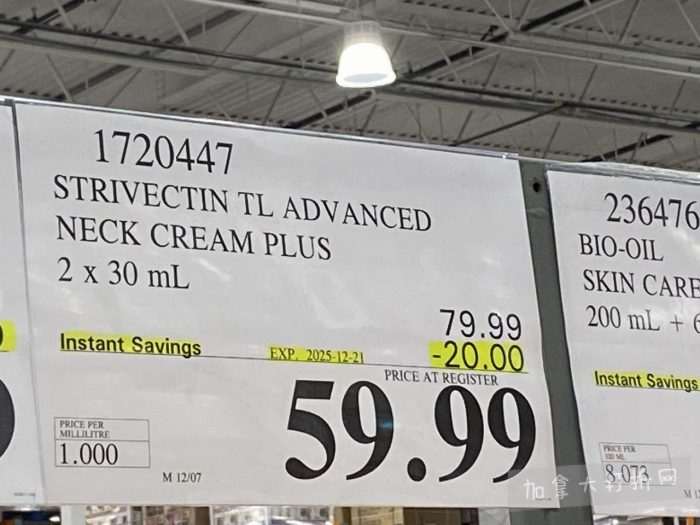 1720447
STRIVECTIN TL ADVANCED
NECK CREAM PLUS
2 x 30 mL
79.99
Instant Savings
EXP. 2025-12-21
-20.00
PRICE AT REGISTER
59.99
PRICE PER
MILLILITRE
1.000
M 12/07
236476
BIO-OIL
SKIN CARE
200 mL +
Instant Savings
PRICE PER
100 ML
8.073
加拿大打折网